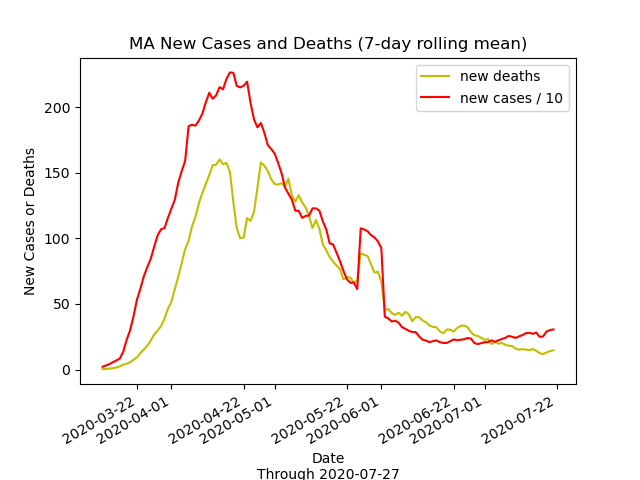 MA New Cases and Deaths (7-day rolling mean)
new deaths
new cases / 10
New Cases or Deaths
200
150
100
50
0
2020-03-22
2020-04-01
2020-04-22
2020-05-01
2020-05-22
2020-06-01
2020-06-22
2020-07-01
2020-07-22
Date
Through 2020-07-27